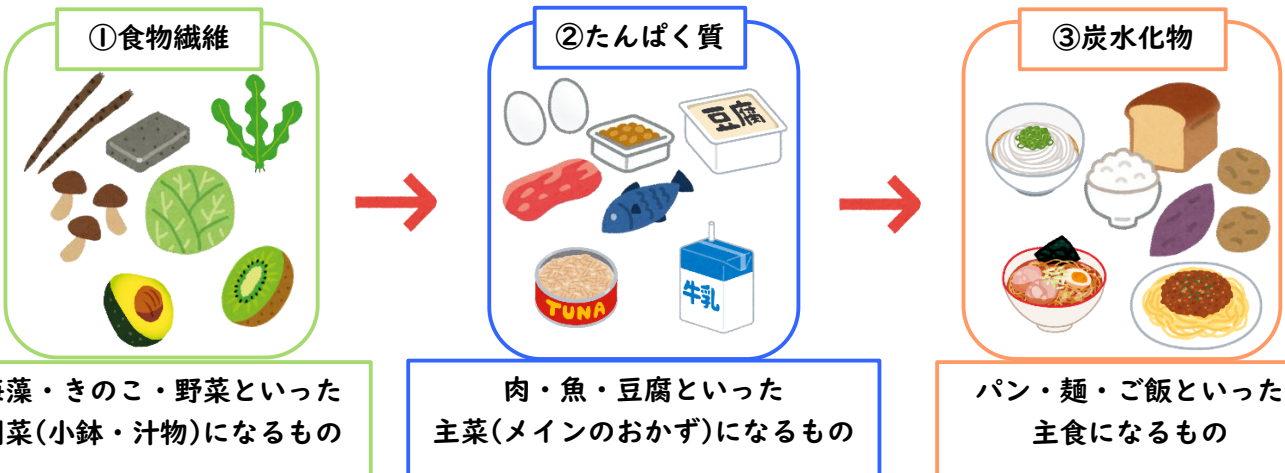 ①食物繊維
②たんぱく質
豆腐
TUNA
牛乳
③炭水化物
藻・きのこ・野菜といった
菜(小鉢・汁物)になるもの
肉・魚・豆腐といった
主菜(メインのおかず)になるもの
パン・麺・ご飯といった
主食になるもの